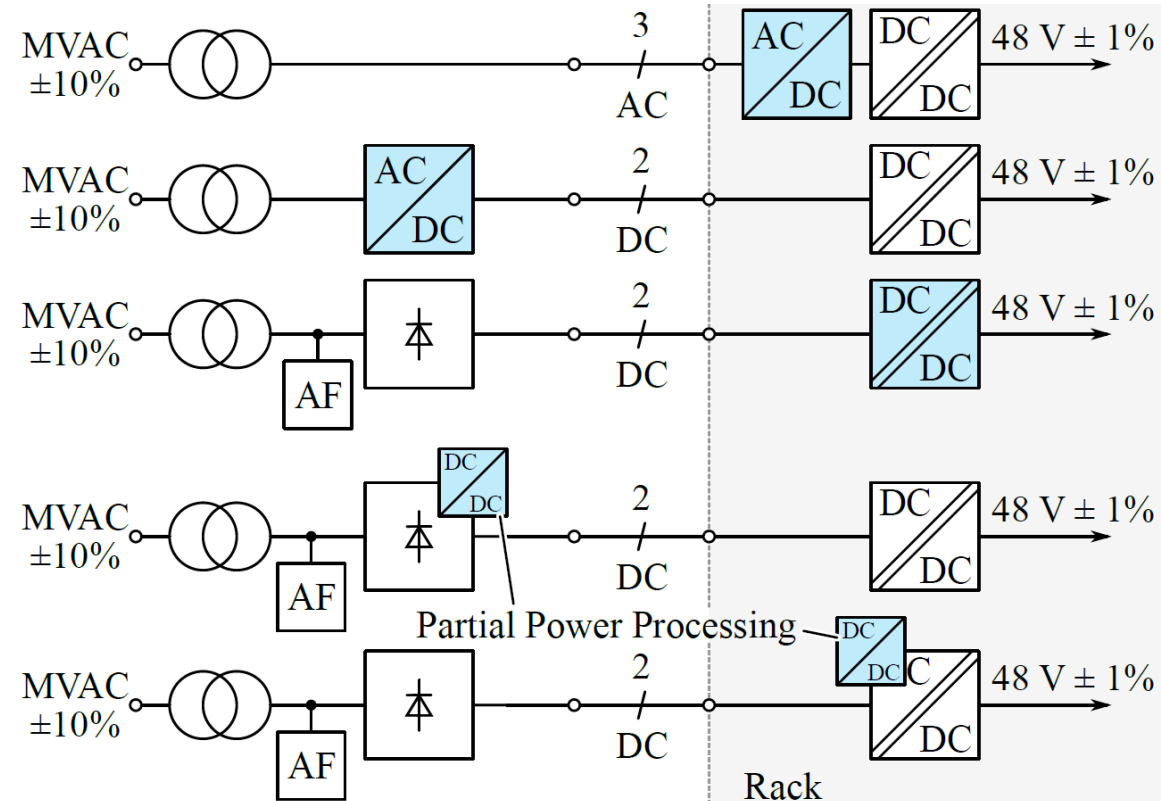 MVAC
±10%
3
AC
AC
DC
DC
DC
48 V ± 1%
MVAC
±10%
AC
DC
2
DC
DC
DC
48 V ± 1%
MVAC
±10%
AF
2
DC
DC
DC
48 V ± 1%
MVAC
±10%
AF
DC
DC
2
DC
DC
DC
48 V ± 1%
Partial Power Processing
MVAC
±10%
AF
2
DC
DC
DC
C
DC
48 V ± 1%
Rack